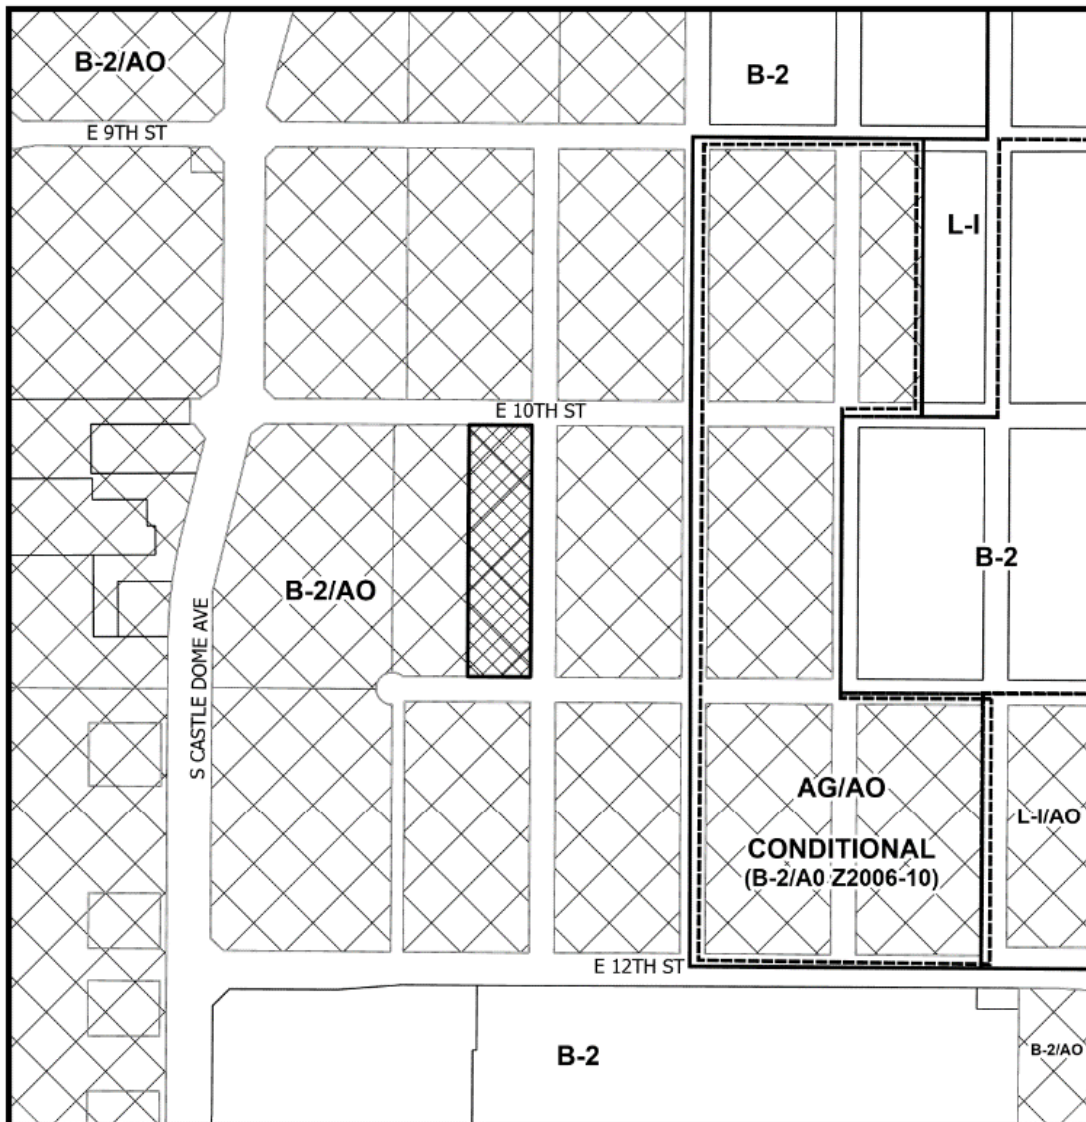 B-2/AO
B-2
E 9TH ST
L-I
E 10TH ST
B-2
B-2/AO
S CASTLE DOME AVE
AG/AO
L-I/AO
CONDITIONAL
(B-2/A0 Z2006-10)
E 12TH ST
B-2
B-2/AO